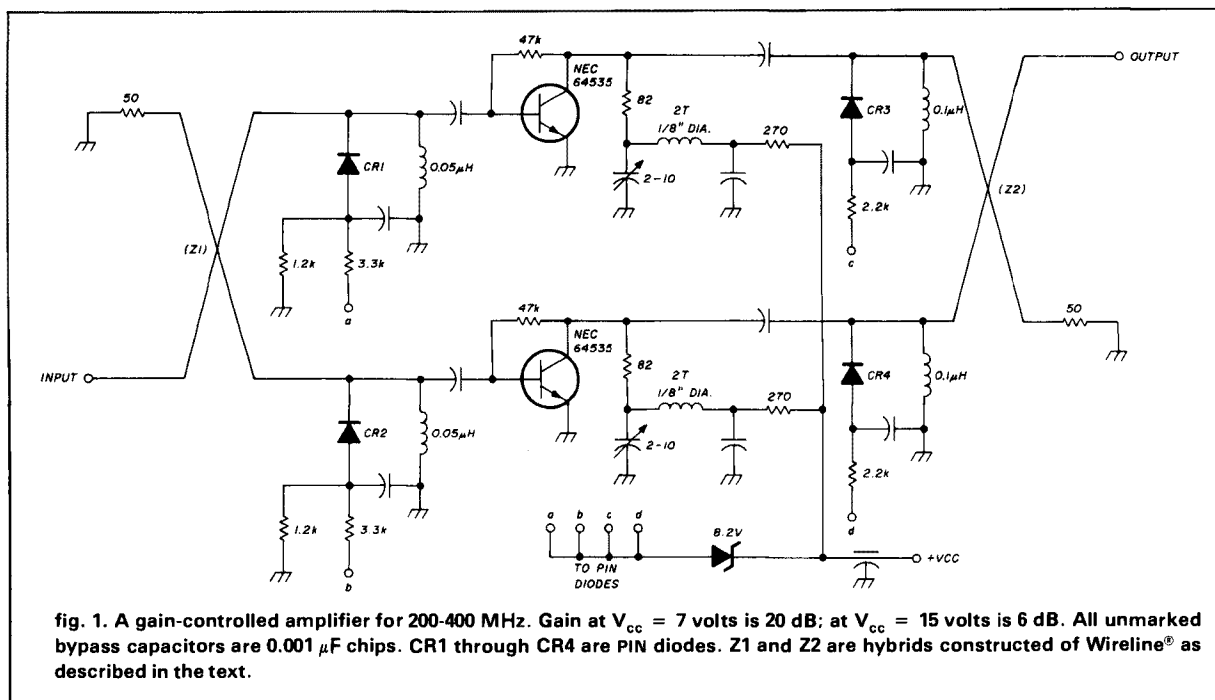 47k
NEC
64535
OUTPUT
50
82
CR3
0.1μH
2T
1/8" DIA.
270
CR1
0.05μH
2-10
(Z2)
2.2k
(Z1)
1.2k
3.3k
c
a
47k
NEC
64535
50
82
INPUT
2T
1/8" DIA.
270
CR4
0.1μH
CR2
0.05μH
2-10
2.2k
1.2k
3.3k
a b c d
8.2V
d
+VCC
TO PIN
DIODES
b
fig. 1. A gain-controlled amplifier for 200-400 MHz. Gain at Vcc = 7 volts is 20 dB; at Vcc = 15 volts is 6 dB. All unmarked
bypass capacitors are 0.001 μF chips. CR1 through CR4 are PIN diodes. Z1 and Z2 are hybrids constructed of Wireline® as
described in the text.